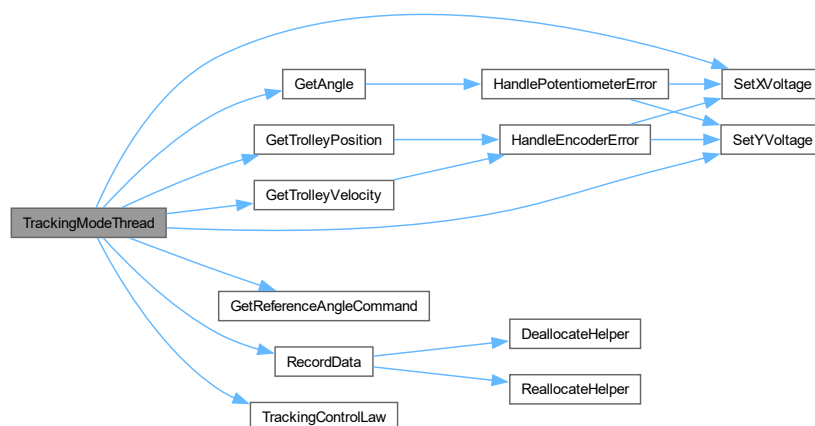 TrackingModeThread
GetAngle
GetTrolleyPosition
GetTrolleyVelocity
GetReferenceAngleCommand
RecordData
TrackingControlLaw
HandlePotentiometerError
HandleEncoderError
DeallocateHelper
ReallocateHelper
SetXVoltage
SetYVoltage